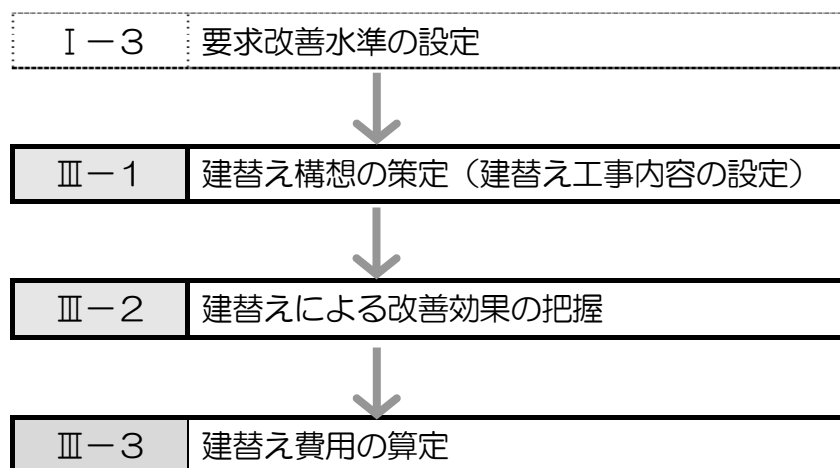 Ⅰ－３ 要求改善水準の設定
Ⅲ－１ 建替え構想の策定（建替え工事内容の設定）
Ⅲ－２ 建替えによる改善効果の把握
Ⅲ－３ 建替え費用の算定